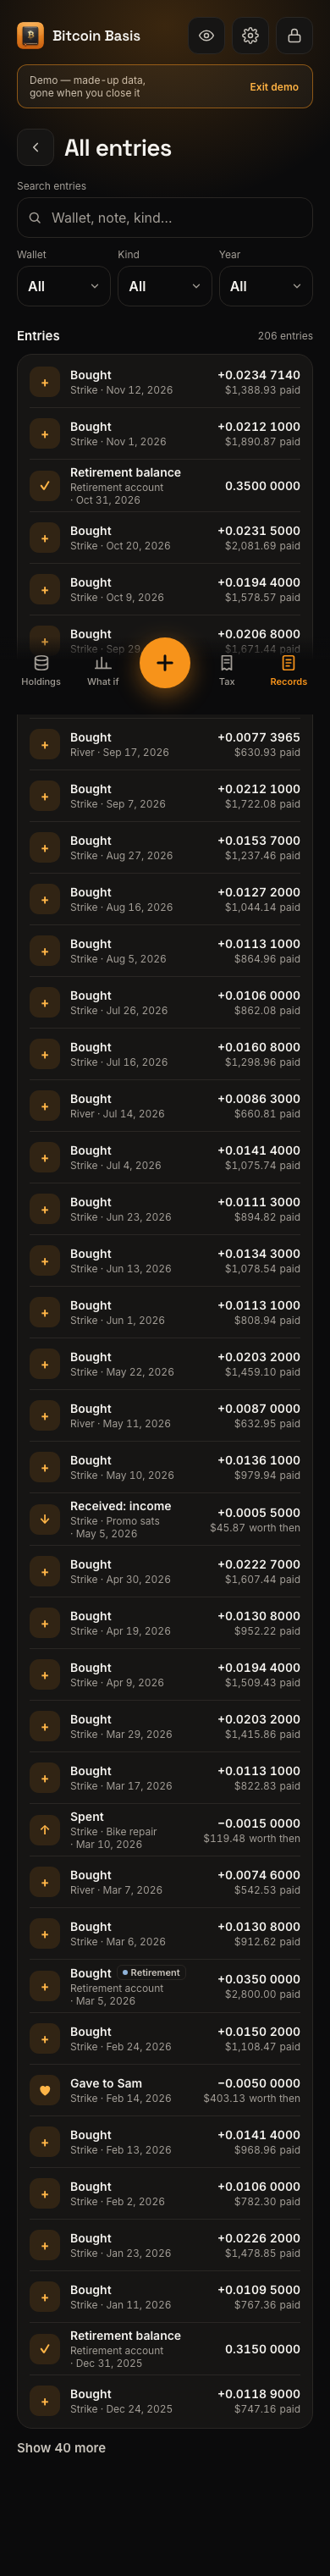 Bitcoin Basis
Demo — made-up data,
gone when you close it
Exit demo
All entries
Search entries
Wallet, note, kind...
Wallet
Kind
Year
All
All
All
Entries
206 entries
Bought
+0.0234 7140
Strike · Nov 12, 2026
$1,388.93 paid
Bought
+0.0212 1000
Strike · Nov 1, 2026
$1,890.87 paid
Retirement balance
Retirement account
· Oct 31, 2026
0.3500 0000
Bought
+0.0231 5000
Strike · Oct 20, 2026
$2,081.69 paid
Bought
+0.0194 4000
Strike · Oct 9, 2026
$1,578.57 paid
Bought
+0.0206 8000
Strike · Sep 29
$1,671.44 paid
Holdings
What if
Tax
Records
Bought
+0.0077 3965
River · Sep 17, 2026
$630.93 paid
Bought
+0.0212 1000
Strike · Sep 7, 2026
$1,722.08 paid
Bought
+0.0153 7000
Strike · Aug 27, 2026
$1,237.46 paid
Bought
+0.0127 2000
Strike · Aug 16, 2026
$1,044.14 paid
Bought
+0.0113 1000
Strike · Aug 5, 2026
$864.96 paid
Bought
+0.0106 0000
Strike · Jul 26, 2026
$862.08 paid
Bought
+0.0160 8000
Strike · Jul 16, 2026
$1,298.96 paid
Bought
+0.0086 3000
River · Jul 14, 2026
$660.81 paid
Bought
+0.0141 4000
Strike · Jul 4, 2026
$1,075.74 paid
Bought
+0.0111 3000
Strike · Jun 23, 2026
$894.82 paid
Bought
+0.0134 3000
Strike · Jun 13, 2026
$1,078.54 paid
Bought
+0.0113 1000
Strike · Jun 1, 2026
$808.94 paid
Bought
+0.0203 2000
Strike · May 22, 2026
$1,459.10 paid
Bought
+0.0087 0000
River · May 11, 2026
$632.95 paid
Bought
+0.0136 1000
Strike · May 10, 2026
$979.94 paid
Received: income
Strike · Promo sats
· May 5, 2026
+0.0005 5000
$45.87 worth then
Bought
+0.0222 7000
Strike · Apr 30, 2026
$1,607.44 paid
Bought
+0.0130 8000
Strike · Apr 19, 2026
$952.22 paid
Bought
+0.0194 4000
Strike · Apr 9, 2026
$1,509.43 paid
Bought
+0.0203 2000
Strike · Mar 29, 2026
$1,415.86 paid
Bought
+0.0113 1000
Strike · Mar 17, 2026
$822.83 paid
Spent
Strike · Bike repair
· Mar 10, 2026
−0.0015 0000
$119.48 worth then
Bought
+0.0074 6000
River · Mar 7, 2026
$542.53 paid
Bought
+0.0130 8000
Strike · Mar 6, 2026
$912.62 paid
Bought
Retirement
Retirement account
· Mar 5, 2026
+0.0350 0000
$2,800.00 paid
Bought
+0.0150 2000
Strike · Feb 24, 2026
$1,108.47 paid
Gave to Sam
−0.0050 0000
Strike · Feb 14, 2026
$403.13 worth then
Bought
+0.0141 4000
Strike · Feb 13, 2026
$968.96 paid
Bought
+0.0106 0000
Strike · Feb 2, 2026
$782.30 paid
Bought
+0.0226 2000
Strike · Jan 23, 2026
$1,478.85 paid
Bought
+0.0109 5000
Strike · Jan 11, 2026
$767.36 paid
Retirement balance
Retirement account
· Dec 31, 2025
0.3150 0000
Bought
+0.0118 9000
Strike · Dec 24, 2025
$747.16 paid
Show 40 more